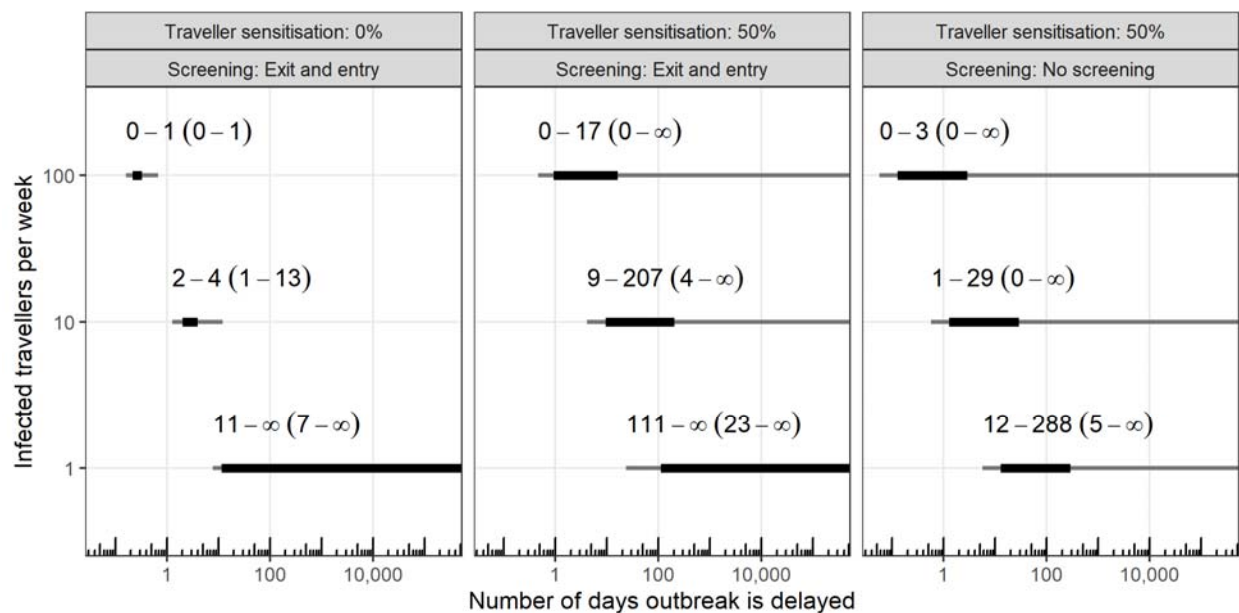 Traveller sensitisation: 0%
Screening: Exit and entry
Traveller sensitisation: 50%
Screening: Exit and entry
Traveller sensitisation: 50%
Screening: No screening
Infected travellers per week
100
10
1
0 – 1 (0 – 1)
2 – 4 (1 – 13)
11 – ∞ (7 – ∞)
0 – 17 (0 – ∞)
9 – 207 (4 – ∞)
111 – ∞ (23 – ∞)
0 – 3 (0 – ∞)
1 – 29 (0 – ∞)
12 – 288 (5 – ∞)
1 100 10,000
1 100 10,000
1 100 10,000
Number of days outbreak is delayed